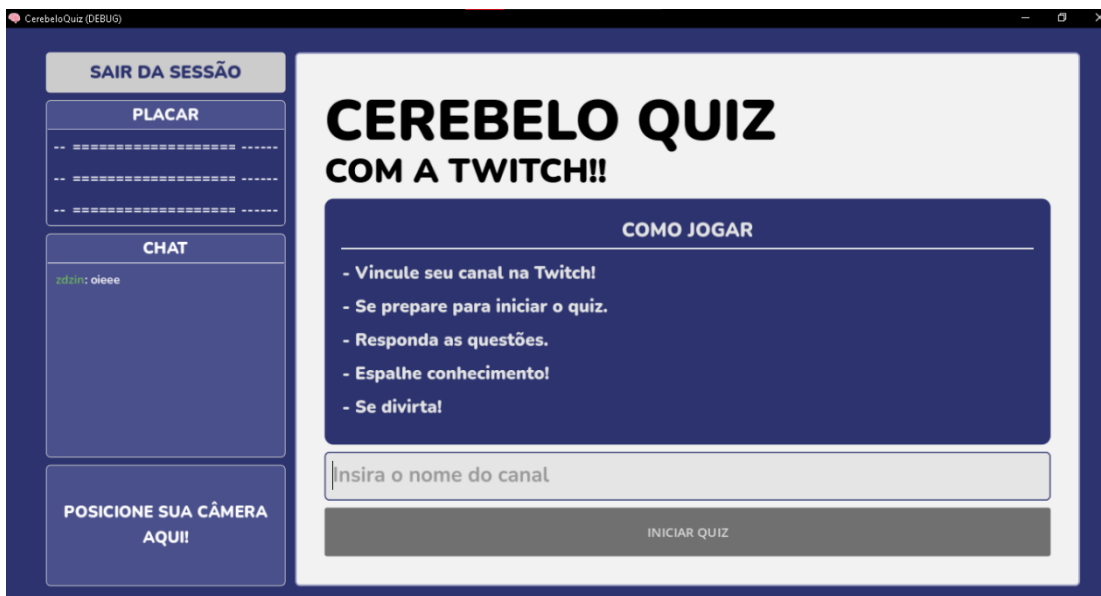 CerebeloQuiz (DEBUG)
SAIR DA SESSÃO
PLACAR
-- =================== ------
-- =================== ------
-- =================== ------
CHAT
zdzin: oieee
POSICIONE SUA CÂMERA
AQUI!
CEREBELO QUIZ
COM A TWITCH!!
COMO JOGAR
- Vincule seu canal na Twitch!
- Se prepare para iniciar o quiz.
- Responda as questões.
- Espalhe conhecimento!
- Se divirta!
Insira o nome do canal
INICIAR QUIZ